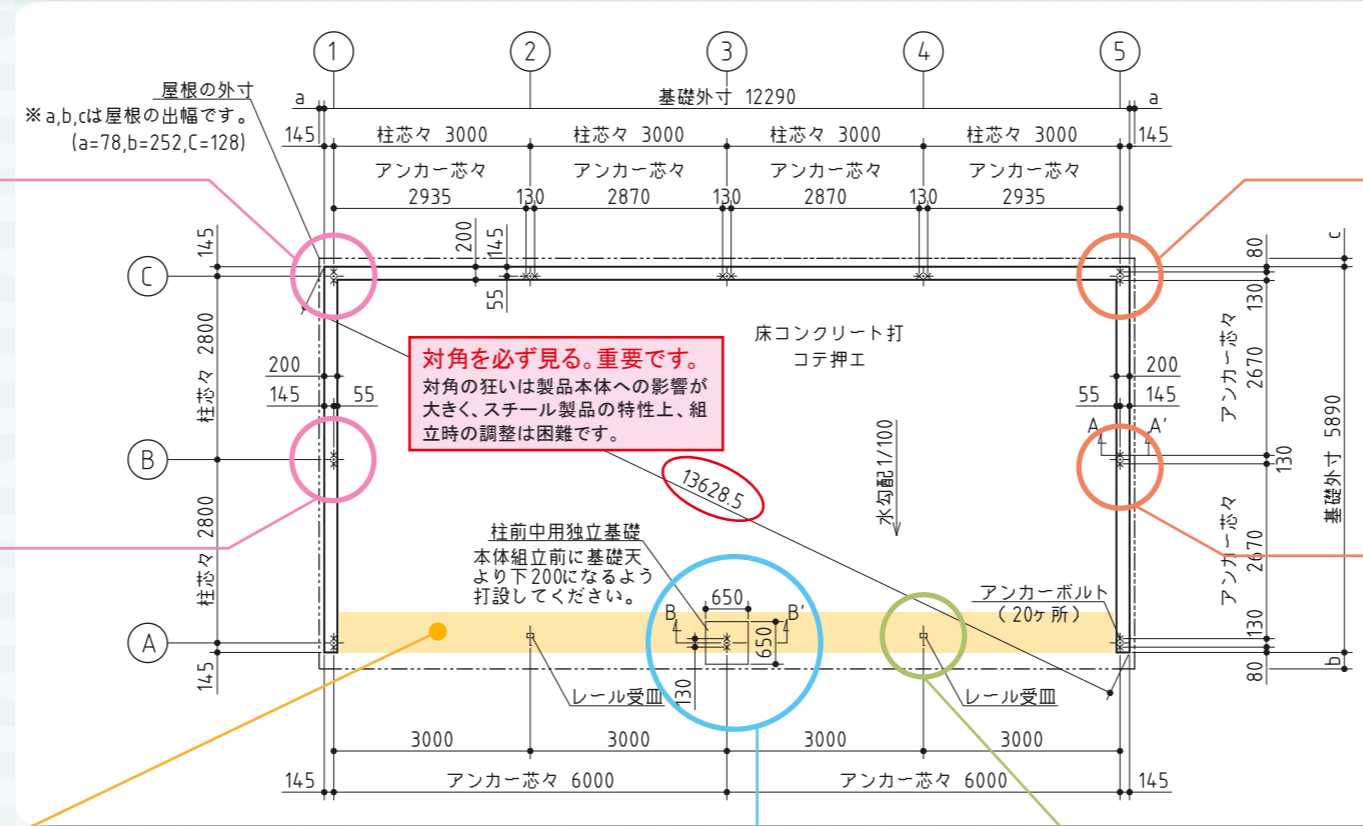 1 2 3 4 5
屋根の外寸
※a,b,cは屋根の出幅です。
(a=78,b=252,C=128)
a 基礎外寸 12290 a
145 柱芯々 3000 柱芯々 3000 柱芯々 3000 柱芯々 3000 145
アンカー芯々 アンカー芯々 アンカー芯々 アンカー芯々
2935 130 2870 130 2870 130 2935
145
200
145
55
80
c
C
130
柱芯々 2800
アンカー芯々 2670
基礎外寸 5890
床コンクリート打
コテ押エ
対角を必ず見る。重要です。
対角の狂いは製品本体への影響が
大きく、スチール製品の特性上、組
立時の調整は困難です。
200
145 55
200
55 145
A A'
B
130
13628.5
水勾配1/100
柱芯々 2800
アンカー芯々 2670
柱前中用独立基礎
本体組立前に基礎天
より下200になるよう
打設してください。
650
B B'
650
130
アンカーボルト
(20ヶ所)
A
130
145
80
b
レール受皿
レール受皿
3000 3000 3000 3000
145 アンカー芯々 6000 アンカー芯々 6000 145